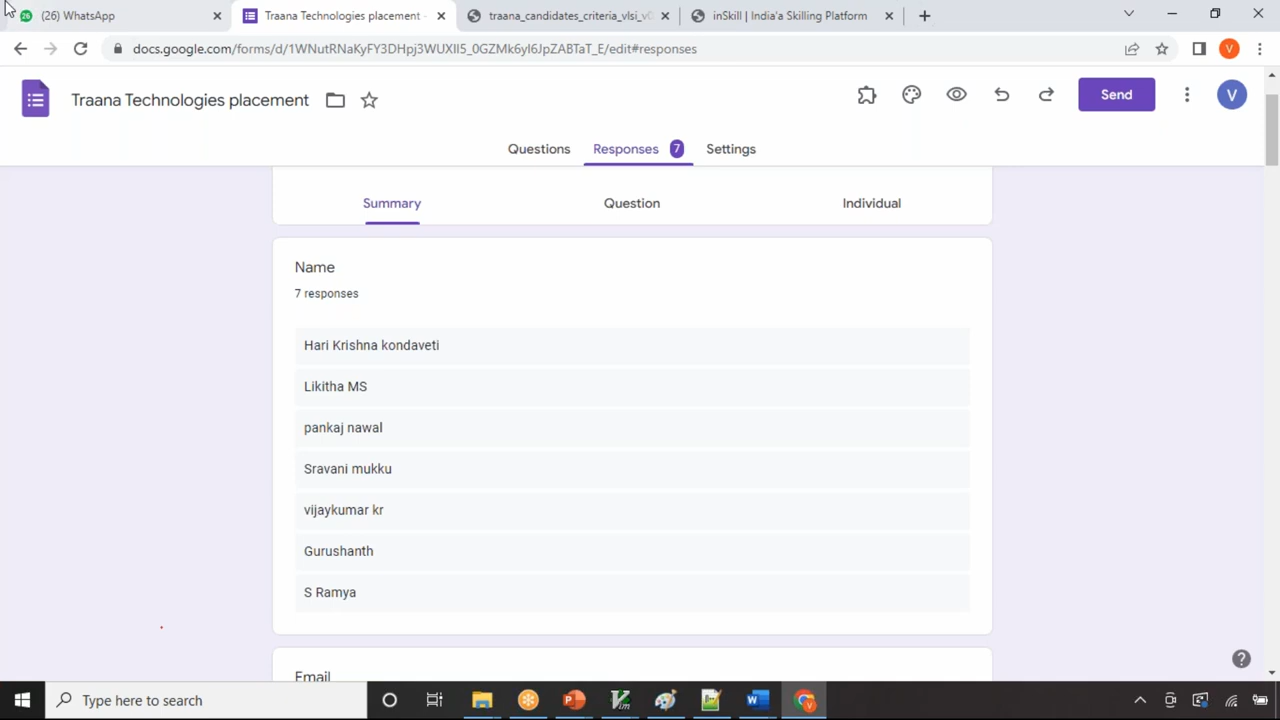 (26) WhatsApp
Traana Technologies placement -
traana_candidates_criteria_vlsi_v0
inSkill | India'a Skilling Platform
docs.google.com/forms/d/1WNutRNaKyFY3DHpj3WUXII5_0GZMk6yI6JpZABTaT_E/edit#responses
V
Traana Technologies placement
Send
V
Questions
Responses 7
Settings
Summary
Question
Individual
Name
7 responses
Hari Krishna kondaveti
Likitha MS
pankaj nawal
Sravani mukku
vijaykumar kr
Gurushanth
S Ramya
Email
Type here to search